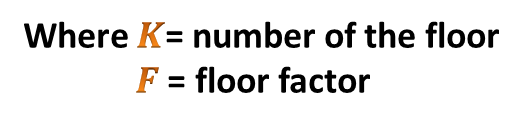 Where K= number of the floor
F = floor factor